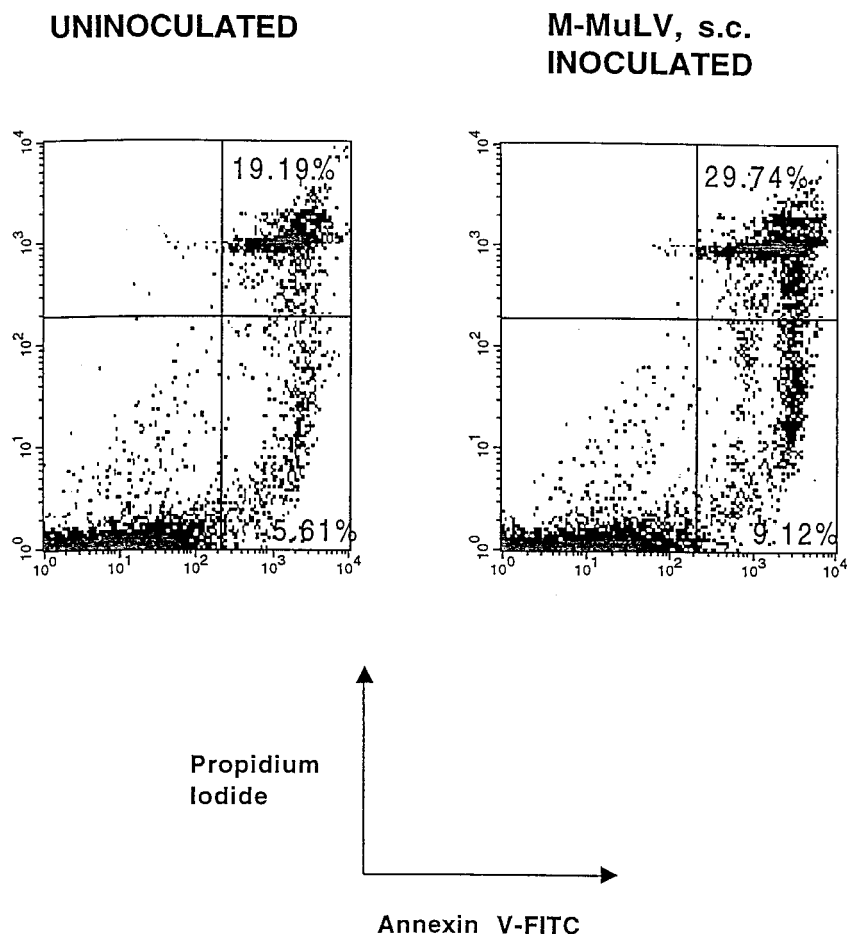 UNINOCULATED
M-MuLV, s.c.
INOCULATED
10^4
10^3
10^2
10^1
10^0
19.19%
5.61%
10^0 10^1 10^2 10^3 10^4
10^4
10^3
10^2
10^1
10^0
29.74%
9.12%
10^0 10^1 10^2 10^3 10^4
Propidium
Iodide
Annexin V-FITC